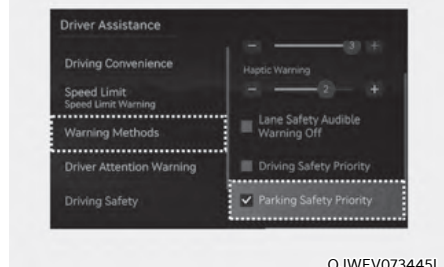 Driver Assistance
Driving Convenience
Speed Limit
Speed Limit Warning
Warning Methods
Driver Attention Warning
Driving Safety
3
Haptic Warning
2
Lane Safety Audible
Warning Off
Driving Safety Priority
Parking Safety Priority